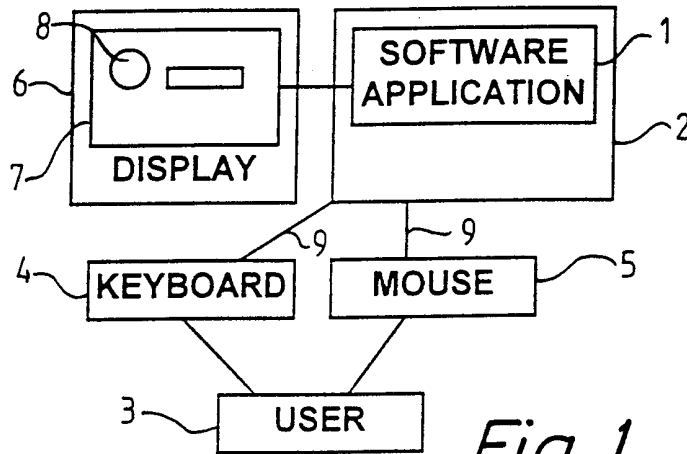 8
6
7
DISPLAY
SOFTWARE
APPLICATION
1
2
9
9
4
KEYBOARD
MOUSE
5
3
USER
Fig. 1